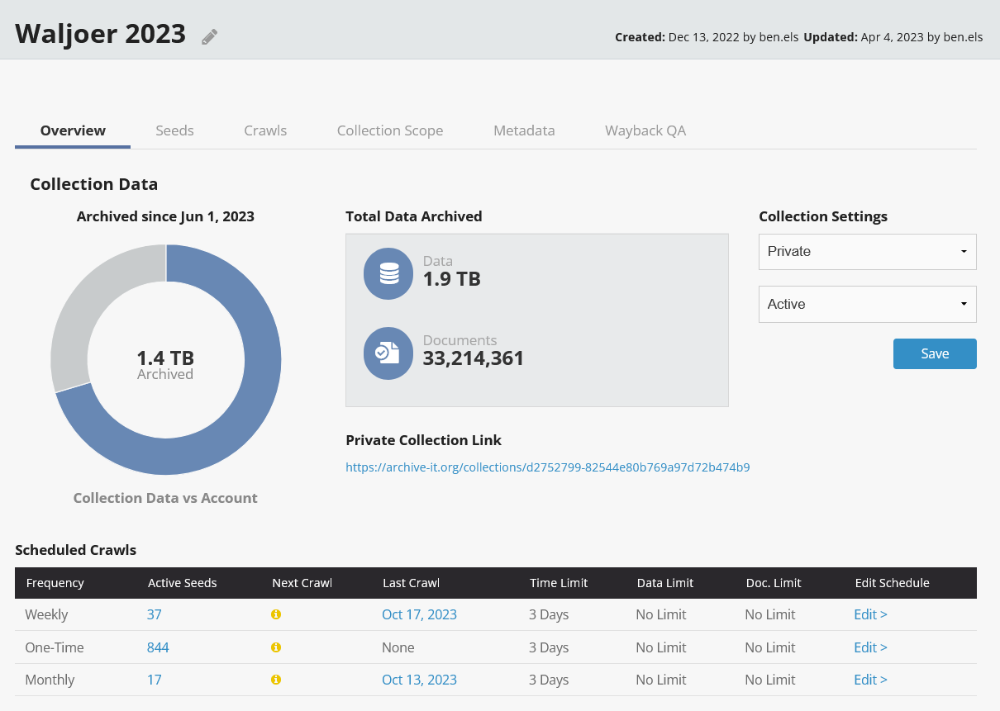 Waljoer 2023
Created: Dec 13, 2022 by ben.els Updated: Apr 4, 2023 by ben.els
Overview Seeds Crawls Collection Scope Metadata Wayback QA
Collection Data
Archived since Jun 1, 2023
1.4 TB
Archived
Collection Data vs Account
Total Data Archived
Data
1.9 TB
Documents
33,214,361
Private Collection Link
https://archive-it.org/collections/d2752799-82544e80b769a97d72b474b9
Collection Settings
Private
Active
Save
Scheduled Crawls
Frequency Active Seeds Next Crawl Last Crawl Time Limit Data Limit Doc. Limit Edit Schedule
Weekly 37 Oct 17, 2023 3 Days No Limit No Limit Edit >
One-Time 844 None 3 Days No Limit No Limit Edit >
Monthly 17 Oct 13, 2023 3 Days No Limit No Limit Edit >